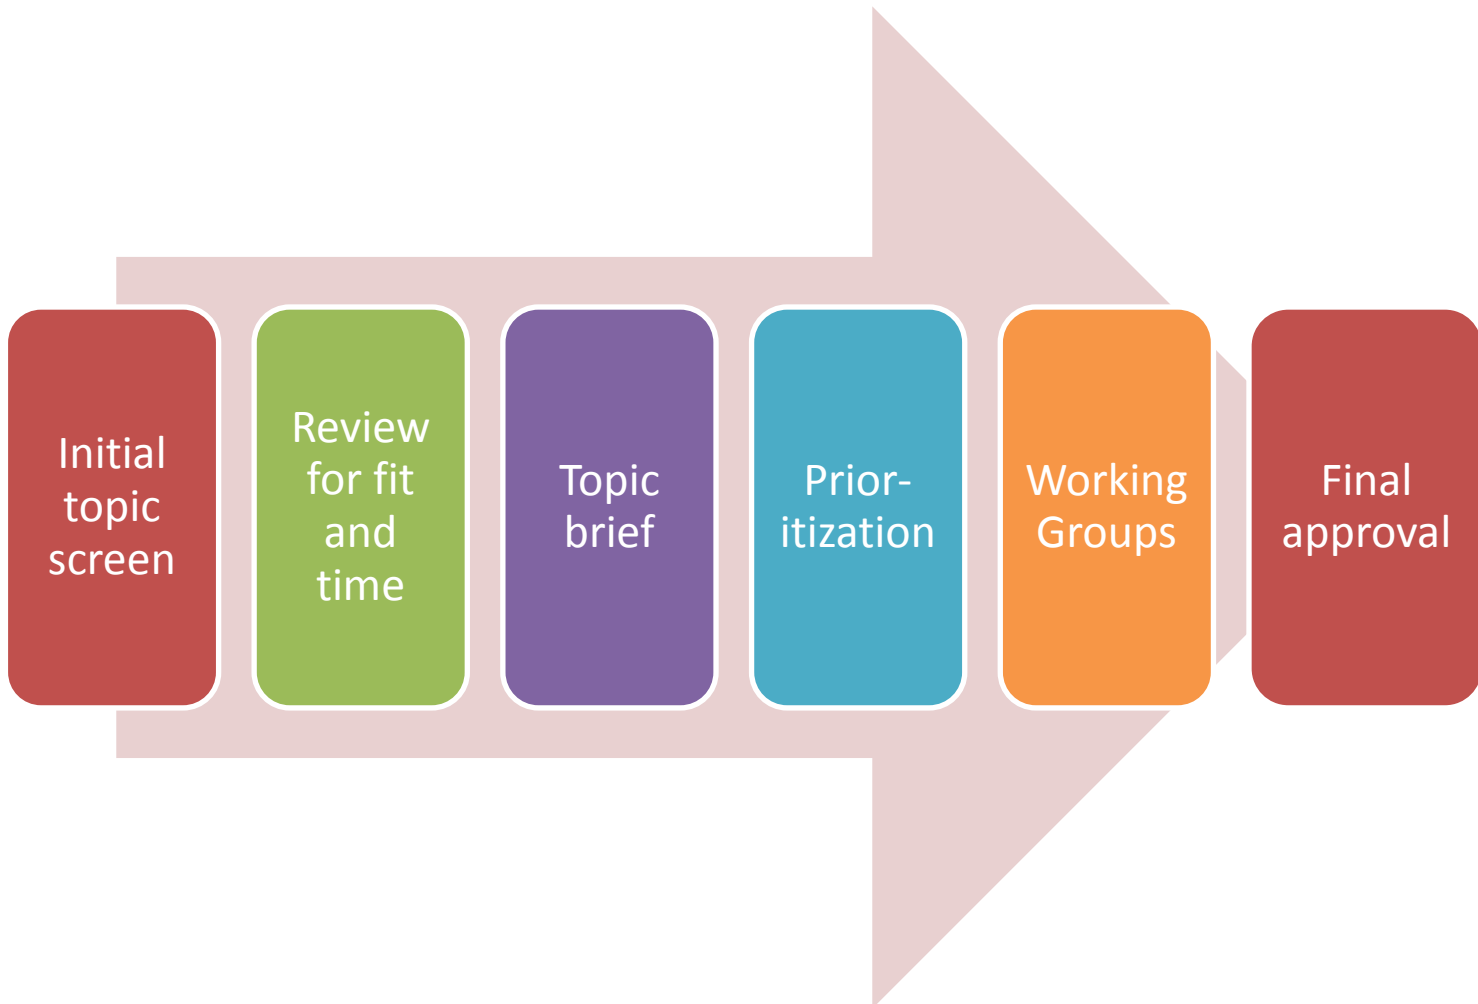 Initial
topic
screen
Review
for fit
and
time
Topic
brief
Prior-
itization
Working
Groups
Final
approval